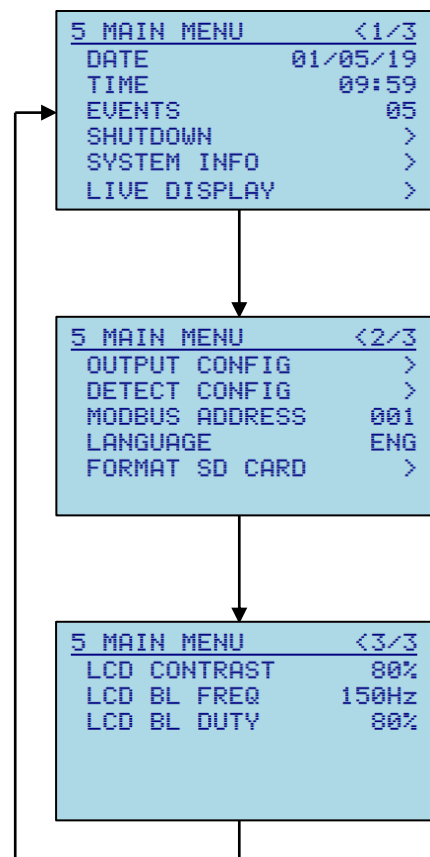 5 MAIN MENU <1/3
DATE 01/05/19
TIME 09:59
EVENTS 05
SHUTDOWN >
SYSTEM INFO >
LIVE DISPLAY >
5 MAIN MENU <2/3
OUTPUT CONFIG >
DETECT CONFIG >
MODBUS ADDRESS 001
LANGUAGE ENG
FORMAT SD CARD >
5 MAIN MENU <3/3
LCD CONTRAST 80%
LCD BL FREQ 150Hz
LCD BL DUTY 80%